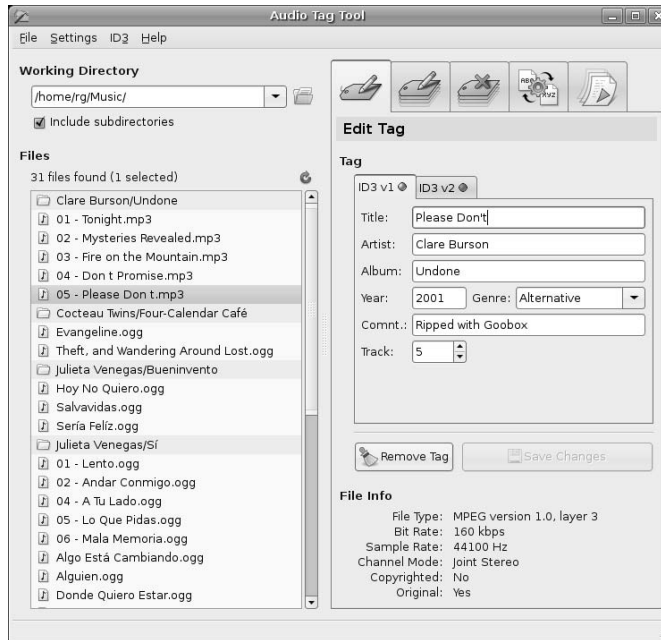 Audio Tag Tool
File Settings ID3 Help
Working Directory
/home/rg/Music/
Include subdirectories
Files
31 files found (1 selected)
Clare Burson/Undone
01 - Tonight.mp3
02 - Mysteries Revealed.mp3
03 - Fire on the Mountain.mp3
04 - Don t Promise.mp3
05 - Please Don t.mp3
Cocteau Twins/Four-Calendar Café
Evangeline.ogg
Theft, and Wandering Around Lost.ogg
Julieta Venegas/Bueninvento
Hoy No Quiero.ogg
Salvavidas.ogg
Sería Felíz.ogg
Julieta Venegas/Sí
01 - Lento.ogg
02 - Andar Conmigo.ogg
04 - A Tu Lado.ogg
05 - Lo Que Pidas.ogg
06 - Mala Memoria.ogg
Algo Está Cambiando.ogg
Alguien.ogg
Donde Quiero Estar.ogg
ABC
XYZ
Edit Tag
Tag
ID3 v1 ID3 v2
Title: Please Don't
Artist: Clare Burson
Album: Undone
Year: 2001 Genre: Alternative
Comnt.: Ripped with Goobox
Track: 5
Remove Tag Save Changes
File Info
File Type: MPEG version 1.0, layer 3
Bit Rate: 160 kbps
Sample Rate: 44100 Hz
Channel Mode: Joint Stereo
Copyrighted: No
Original: Yes